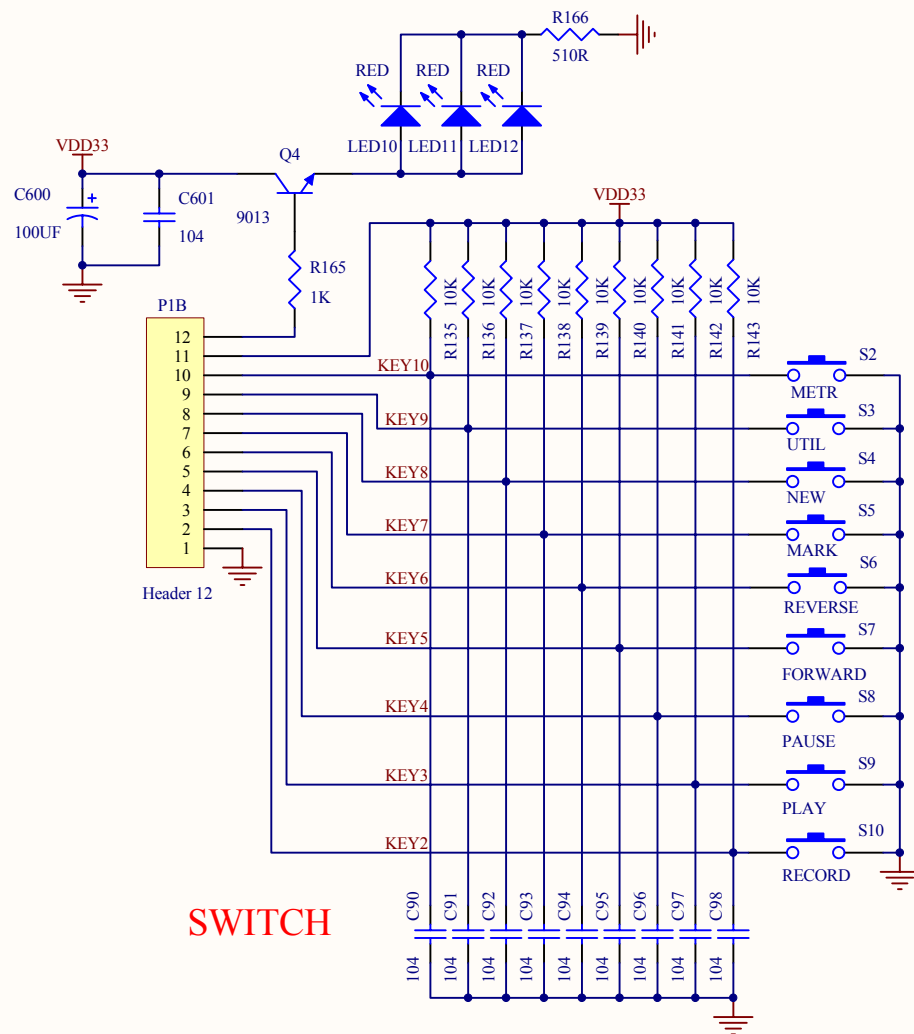 R166
510R
RED RED RED
LED10 LED11 LED12
VDD33
Q4
9013
C600
100UF
C601
104
R165
1K
VDD33
10K 10K 10K 10K 10K 10K 10K 10K 10K
R135 R136 R137 R138 R139 R140 R141 R142 R143
P1B
12
11
10
9
8
7
6
5
4
3
2
1
Header 12
KEY10
KEY9
KEY8
KEY7
KEY6
KEY5
KEY4
KEY3
KEY2
S2
METR
S3
UTIL
S4
NEW
S5
MARK
S6
REVERSE
S7
FORWARD
S8
PAUSE
S9
PLAY
S10
RECORD
SWITCH
C90 C91 C92 C93 C94 C95 C96 C97 C98
104 104 104 104 104 104 104 104 104
+